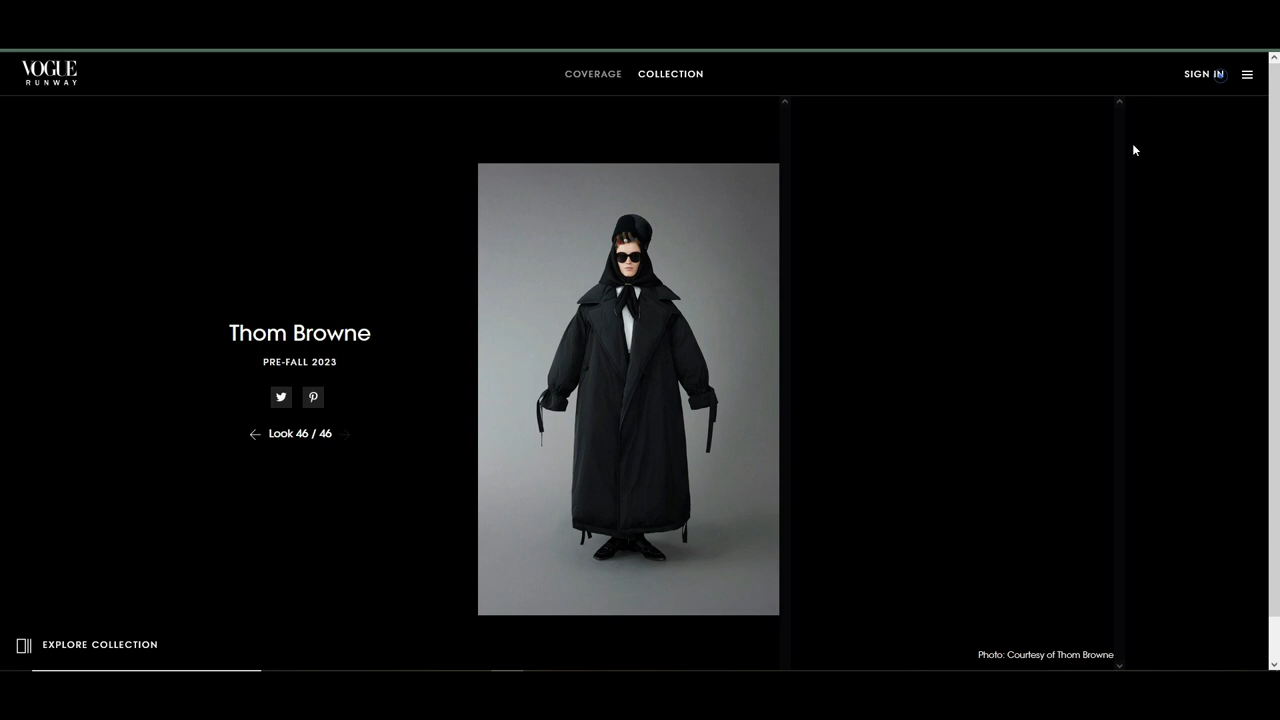 VOGUE
RUNWAY
COVERAGE
COLLECTION
SIGN IN
Thom Browne
PRE-FALL 2023
Look 46 / 46
EXPLORE COLLECTION
Photo: Courtesy of Thom Browne